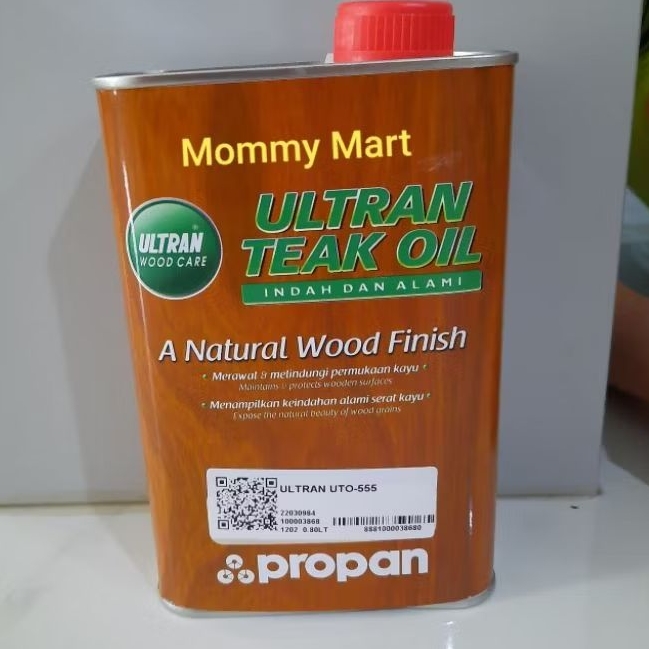 Mommy Mart
ULTRAN
WOOD CARE
ULTRAN
TEAK OIL
INDAH DAN ALAMI
A Natural Wood Finish
• Merawat & melindungi permukaan kayu •
Maintains & protects wooden surfaces
• Menampilkan keindahan alami serat kayu •
Expose the natural beauty of wood grains
ULTRAN UTO-555
22030984
100003868
1202 0.80LT
8881000038680
propan